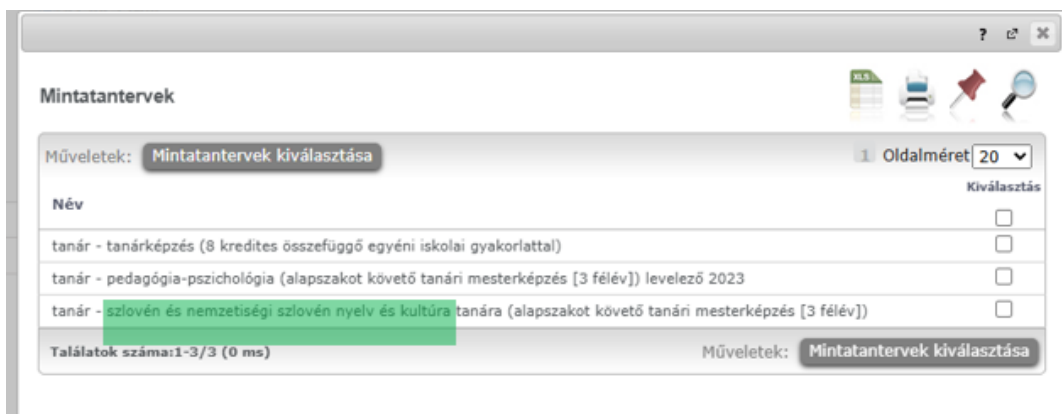 ?
Mintatantervek
XLS
Műveletek: Mintatantervek kiválasztása 1 Oldalméret 20
Név Kiválasztás
tanár - tanárképzés (8 kredites összefüggő egyéni iskolai gyakorlattal)
tanár - pedagógia-pszichológia (alapszakot követő tanári mesterképzés [3 félév]) levelező 2023
tanár - szlovén és nemzetiségi szlovén nyelv és kultúra tanára (alapszakot követő tanári mesterképzés [3 félév])
Találatok száma:1-3/3 (0 ms) Műveletek: Mintatantervek kiválasztása